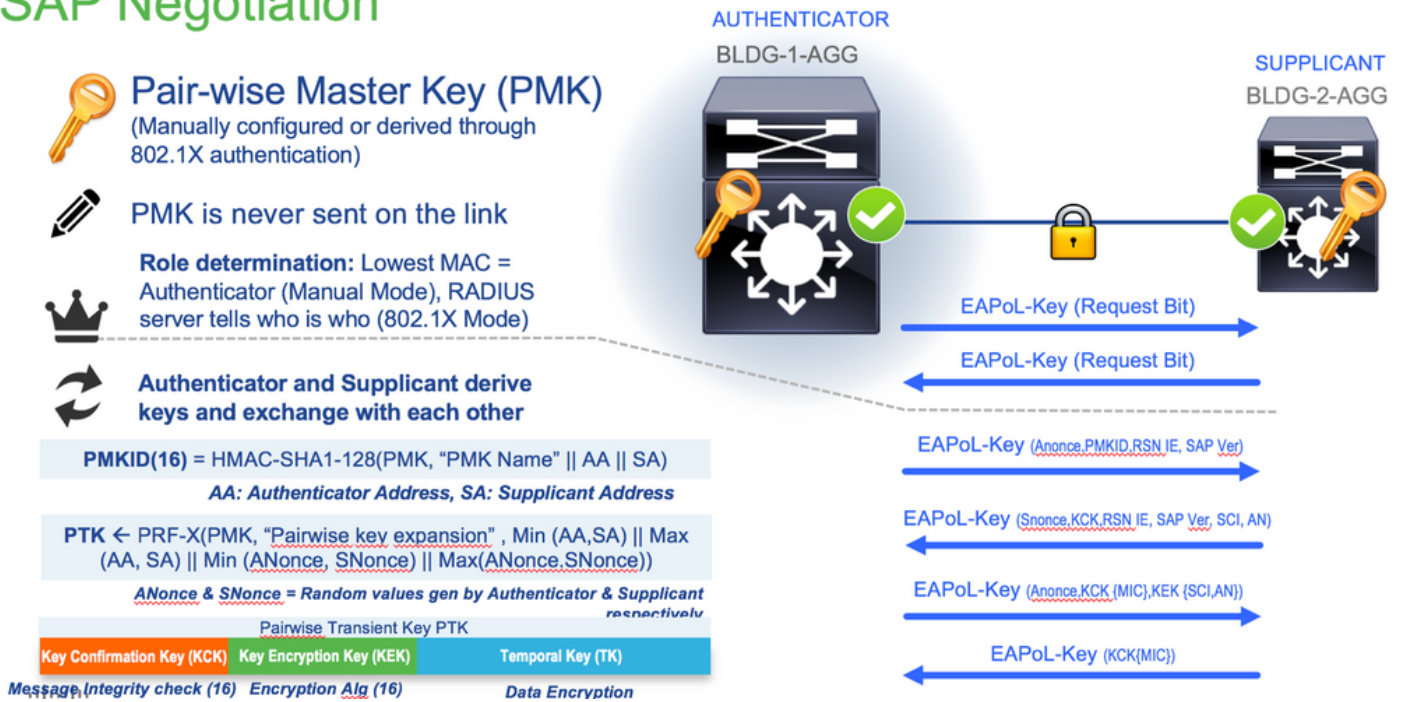 SAP Negotiation
Pair-wise Master Key (PMK)
(Manually configured or derived through
802.1X authentication)
PMK is never sent on the link
Role determination: Lowest MAC =
Authenticator (Manual Mode), RADIUS
server tells who is who (802.1X Mode)
Authenticator and Supplicant derive
keys and exchange with each other
PMKID(16) = HMAC-SHA1-128(PMK, “PMK Name” || AA || SA)
AA: Authenticator Address, SA: Supplicant Address
PTK ← PRF-X(PMK, “Pairwise key expansion” , Min (AA,SA) || Max
(AA, SA) || Min (ANonce, SNonce) || Max(ANonce.SNonce))
ANonce & SNonce = Random values gen by Authenticator & Supplicant
respectively
Pairwise Transient Key PTK
Key Confirmation Key (KCK) Key Encryption Key (KEK) Temporal Key (TK)
Message Integrity check (16) Encryption Alg (16) Data Encryption
AUTHENTICATOR
BLDG-1-AGG
SUPPLICANT
BLDG-2-AGG
EAPoL-Key (Request Bit)
EAPoL-Key (Request Bit)
EAPoL-Key (Anonce,PMKID,RSN IE, SAP Ver)
EAPoL-Key (Snonce,KCK,RSN IE, SAP Ver, SCI, AN)
EAPoL-Key (Anonce,KCK {MIC},KEK {SCI,AN})
EAPoL-Key (KCK{MIC})